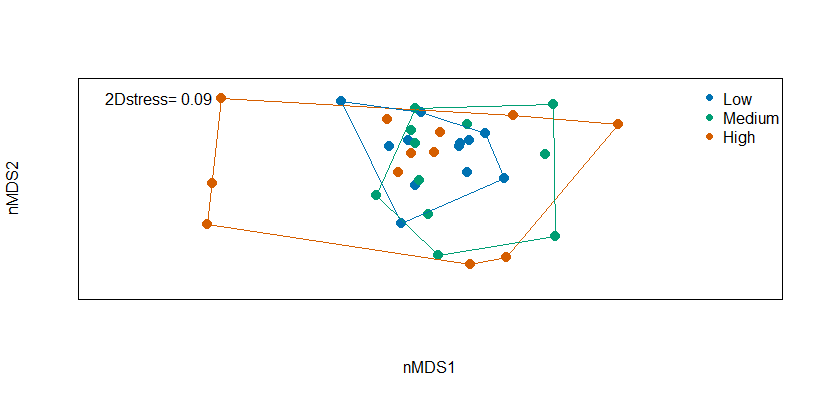 2Dstress= 0.09
Low
Medium
High
nMDS2
nMDS1